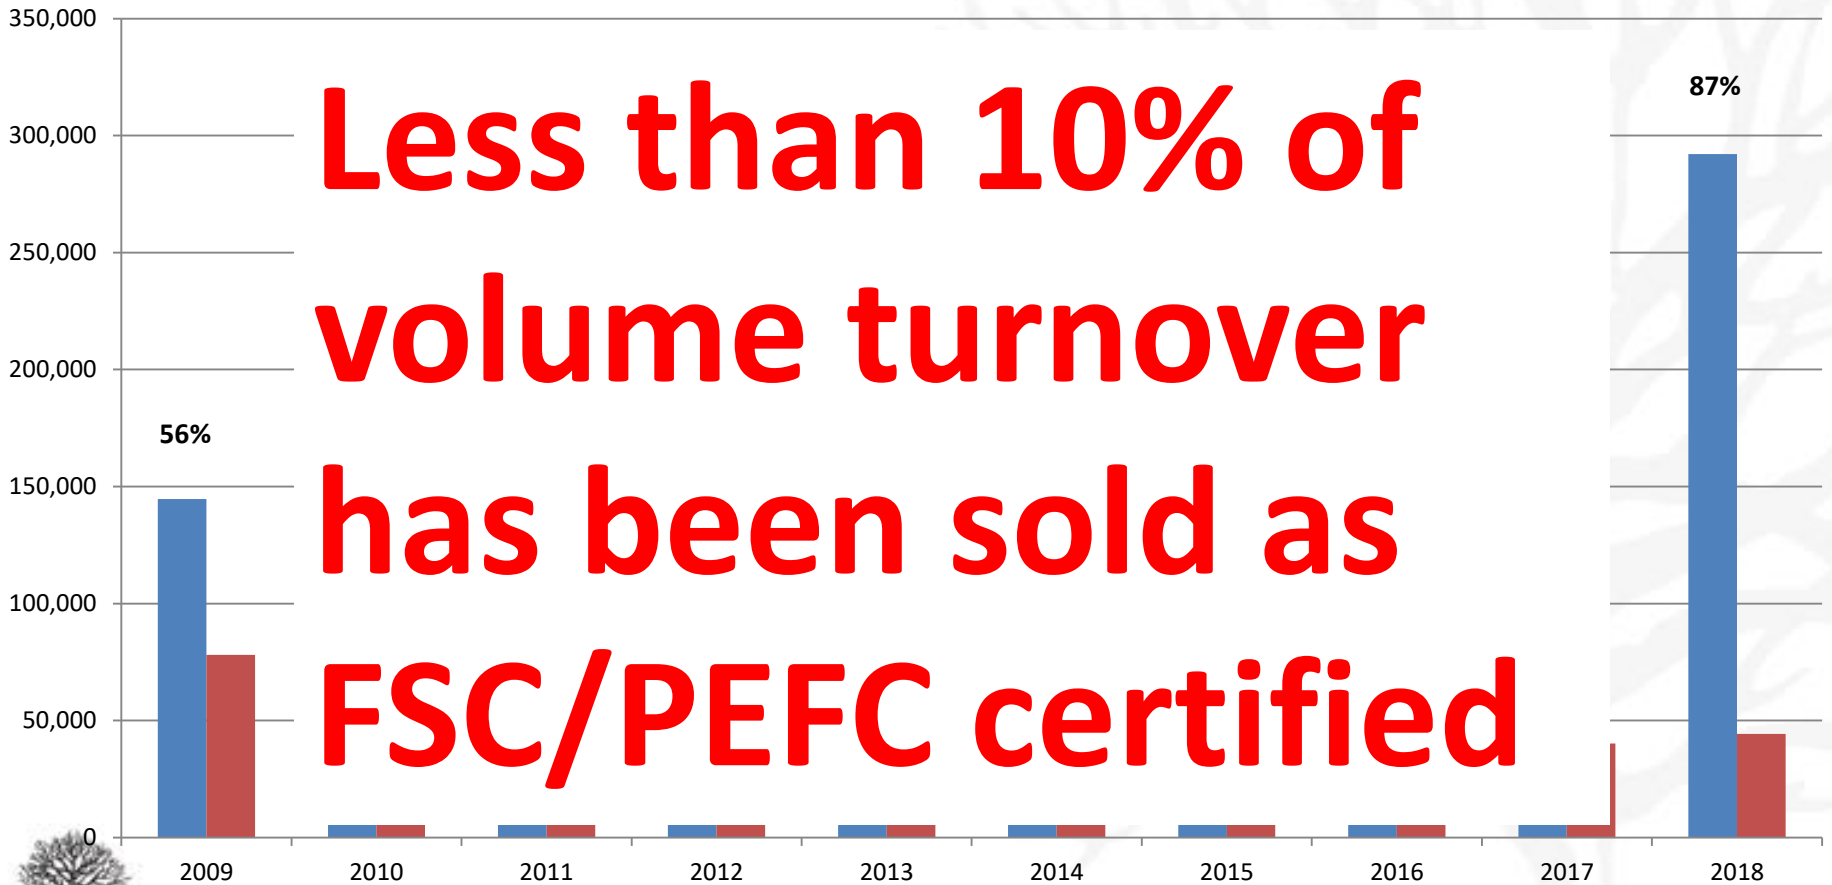 350,000
300,000
250,000
200,000
150,000
100,000
50,000
0
56%
87%
Less than 10% of
volume turnover
has been sold as
FSC/PEFC certified
2009 2010 2011 2012 2013 2014 2015 2016 2017 2018